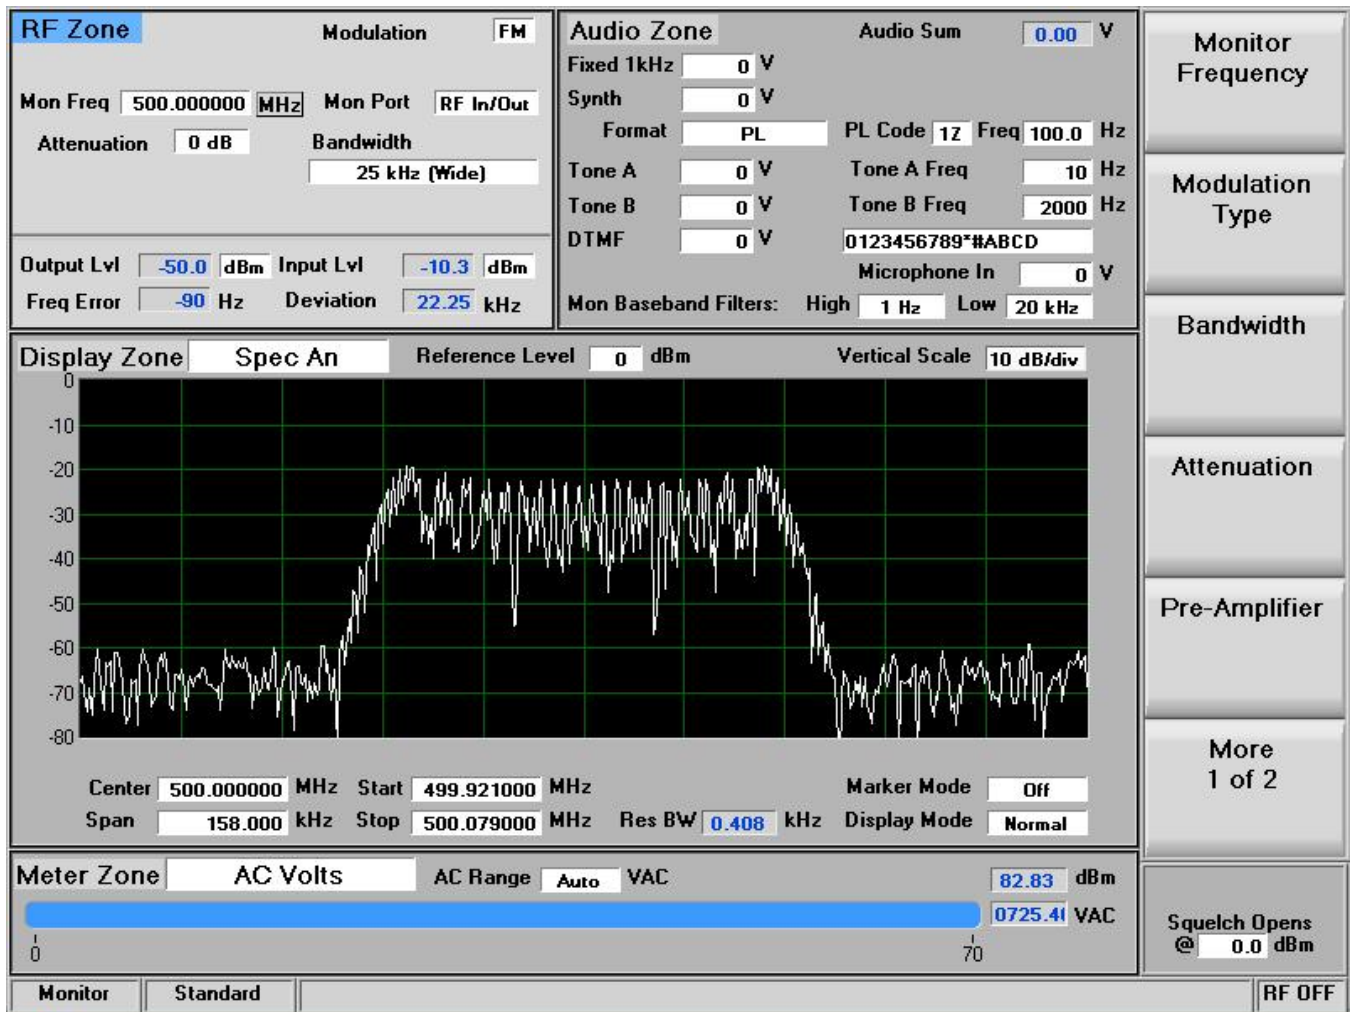 RF Zone
Modulation FM
Mon Freq 500.000000 MHz Mon Port RF In/Out
Attenuation 0 dB Bandwidth
25 kHz (Wide)
Output Lvl -50.0 dBm Input Lvl -10.3 dBm
Freq Error -90 Hz Deviation 22.25 kHz
Audio Zone Audio Sum 0.00 V
Fixed 1kHz 0 V
Synth 0 V
Format PL PL Code 1Z Freq 100.0 Hz
Tone A 0 V Tone A Freq 10 Hz
Tone B 0 V Tone B Freq 2000 Hz
DTMF 0 V 0123456789*#ABCD
Microphone In 0 V
Mon Baseband Filters: High 1 Hz Low 20 kHz
Display Zone Spec An Reference Level 0 dBm Vertical Scale 10 dB/div
0
-10
-20
-30
-40
-50
-60
-70
-80
Center 500.000000 MHz Start 499.921000 MHz Marker Mode Off
Span 158.000 kHz Stop 500.079000 MHz Res BW 0.408 kHz Display Mode Normal
Meter Zone AC Volts AC Range Auto VAC 82.83 dBm
VAC
0 70
Monitor Standard RF OFF
Monitor
Frequency
Modulation
Type
Bandwidth
Attenuation
Pre-Amplifier
More
1 of 2
Squelch Opens
@ 0.0 dBm